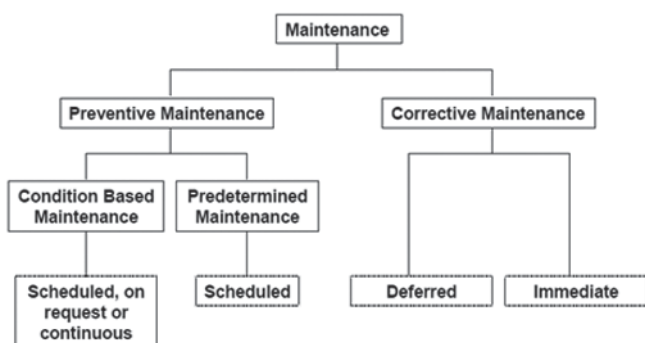 Maintenance
Preventive Maintenance
Corrective Maintenance
Condition Based
Maintenance
Predetermined
Maintenance
Scheduled, on
request or
continuous
Scheduled
Deferred
Immediate